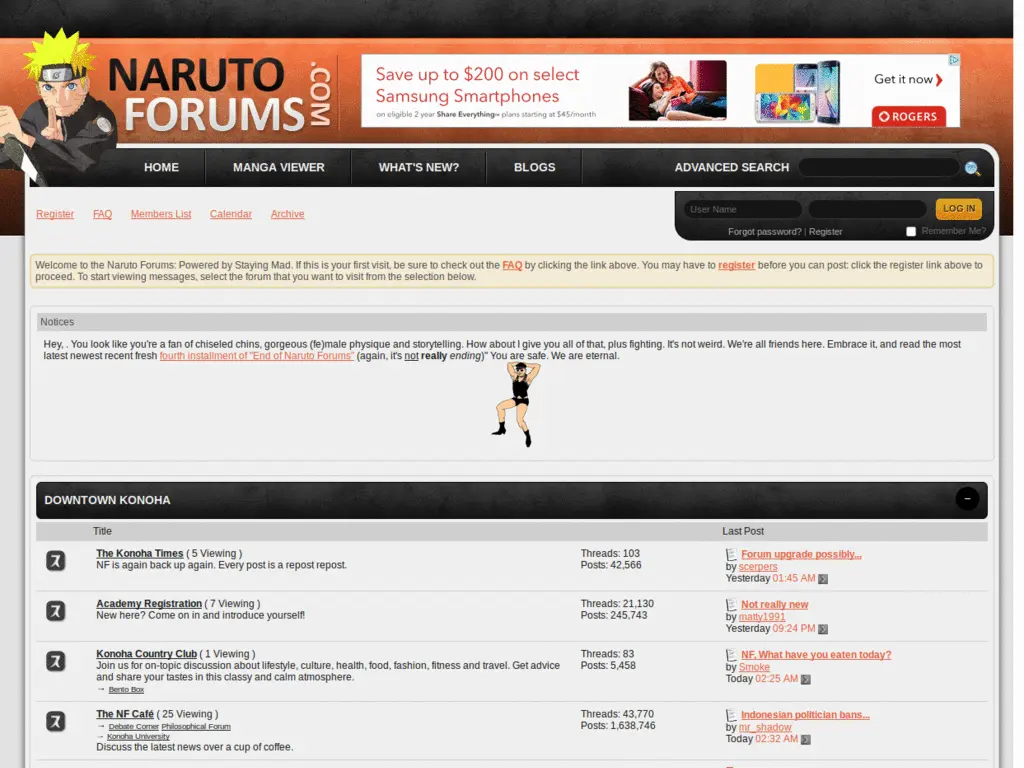 NARUTO
FORUMS
.COM
Save up to $200 on select
Samsung Smartphones
on eligible 2 year Share Everything™ plans starting at $45/month
Get it now ❯
ROGERS
HOME
MANGA VIEWER
WHAT'S NEW?
BLOGS
ADVANCED SEARCH
Register
FAQ
Members List
Calendar
Archive
User Name
LOG IN
Forgot password? | Register
Remember Me?
Welcome to the Naruto Forums: Powered by Staying Mad. If this is your first visit, be sure to check out the FAQ by clicking the link above. You may have to register before you can post: click the register link above to
proceed. To start viewing messages, select the forum that you want to visit from the selection below.
Notices
Hey, . You look like you're a fan of chiseled chins, gorgeous (fe)male physique and storytelling. How about I give you all of that, plus fighting. It's not weird. We're all friends here. Embrace it, and read the most
latest newest recent fresh fourth installment of "End of Naruto Forums" (again, it's not really ending)" You are safe. We are eternal.
DOWNTOWN KONOHA
−
Title
Last Post
ス
The Konoha Times ( 5 Viewing )
NF is again back up again. Every post is a repost repost.
Threads: 103
Posts: 42,566
Forum upgrade possibly...
by scerpers
Yesterday 01:45 AM
ス
Academy Registration ( 7 Viewing )
New here? Come on in and introduce yourself!
Threads: 21,130
Posts: 245,743
Not really new
by matty1991
Yesterday 09:24 PM
ス
Konoha Country Club ( 1 Viewing )
Join us for on-topic discussion about lifestyle, culture, health, food, fashion, fitness and travel. Get advice
and share your tastes in this classy and calm atmosphere.
→ Bento Box
Threads: 83
Posts: 5,458
NF, What have you eaten today?
by Smoke
Today 02:25 AM
ス
The NF Café ( 25 Viewing )
→ Debate Corner Philosophical Forum
→ Konoha University
Discuss the latest news over a cup of coffee.
Threads: 43,770
Posts: 1,638,746
Indonesian politician bans...
by mr_shadow
Today 02:32 AM